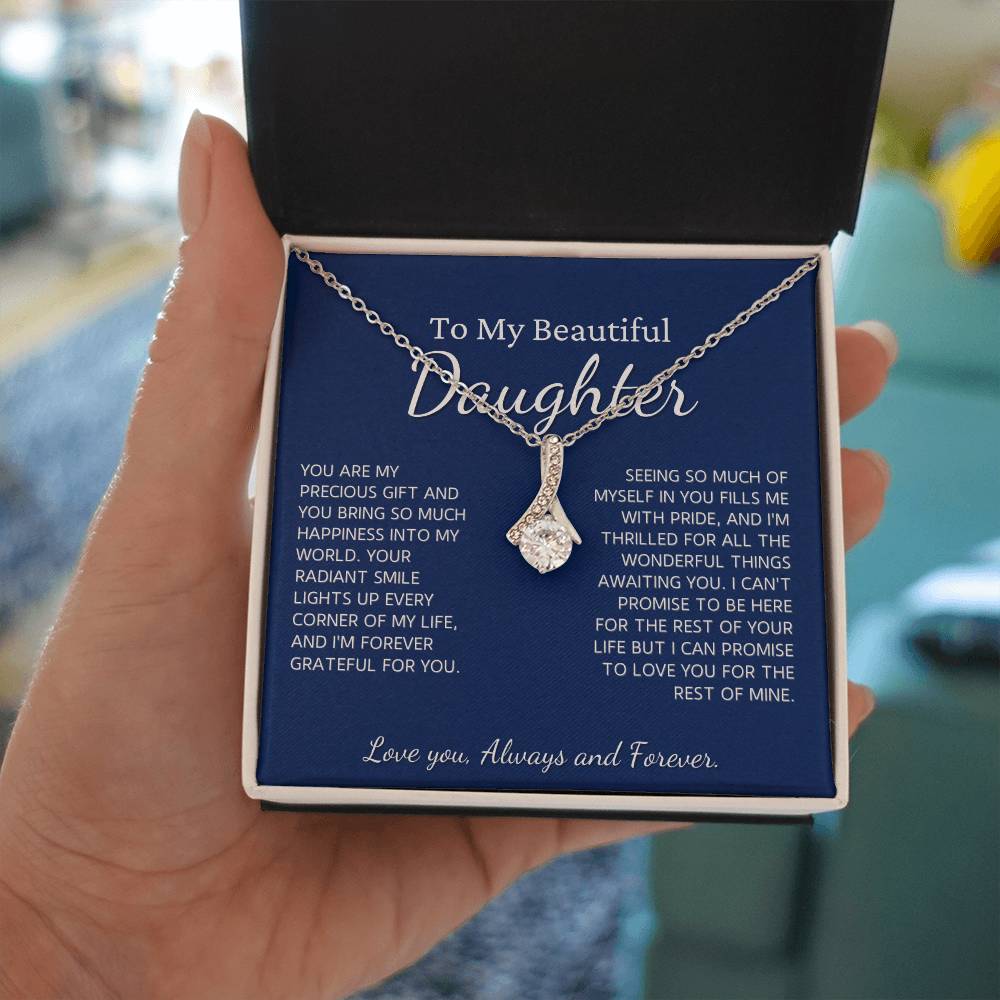 To My Beautiful
Daughter
YOU ARE MY
PRECIOUS GIFT AND
YOU BRING SO MUCH
HAPPINESS INTO MY
WORLD. YOUR
RADIANT SMILE
LIGHTS UP EVERY
CORNER OF MY LIFE,
AND I'M FOREVER
GRATEFUL FOR YOU.
SEEING SO MUCH OF
MYSELF IN YOU FILLS ME
WITH PRIDE, AND I'M
THRILLED FOR ALL THE
WONDERFUL THINGS
AWAITING YOU. I CAN'T
PROMISE TO BE HERE
FOR THE REST OF YOUR
LIFE BUT I CAN PROMISE
TO LOVE YOU FOR THE
REST OF MINE.
Love you, Always and Forever.